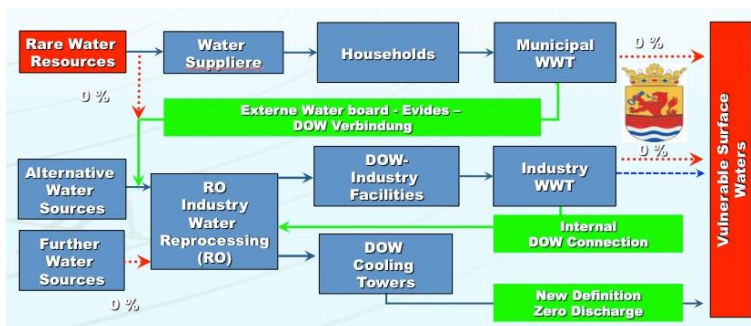 Rare Water
Resources
Water
Suppliere
Households
Municipal
WWT
0 %
0 %
Externe Water board - Evides –
DOW Verbindung
0 %
Alternative
Water
Sources
RO
Industry
Water
Reprocessing
(RO)
DOW-
Industry
Facilities
Industry
WWT
Further
Water
Sources
0 %
DOW
Cooling
Towers
Internal
DOW Connection
New Definition
Zero Discharge
Vulnerable Surface
Waters